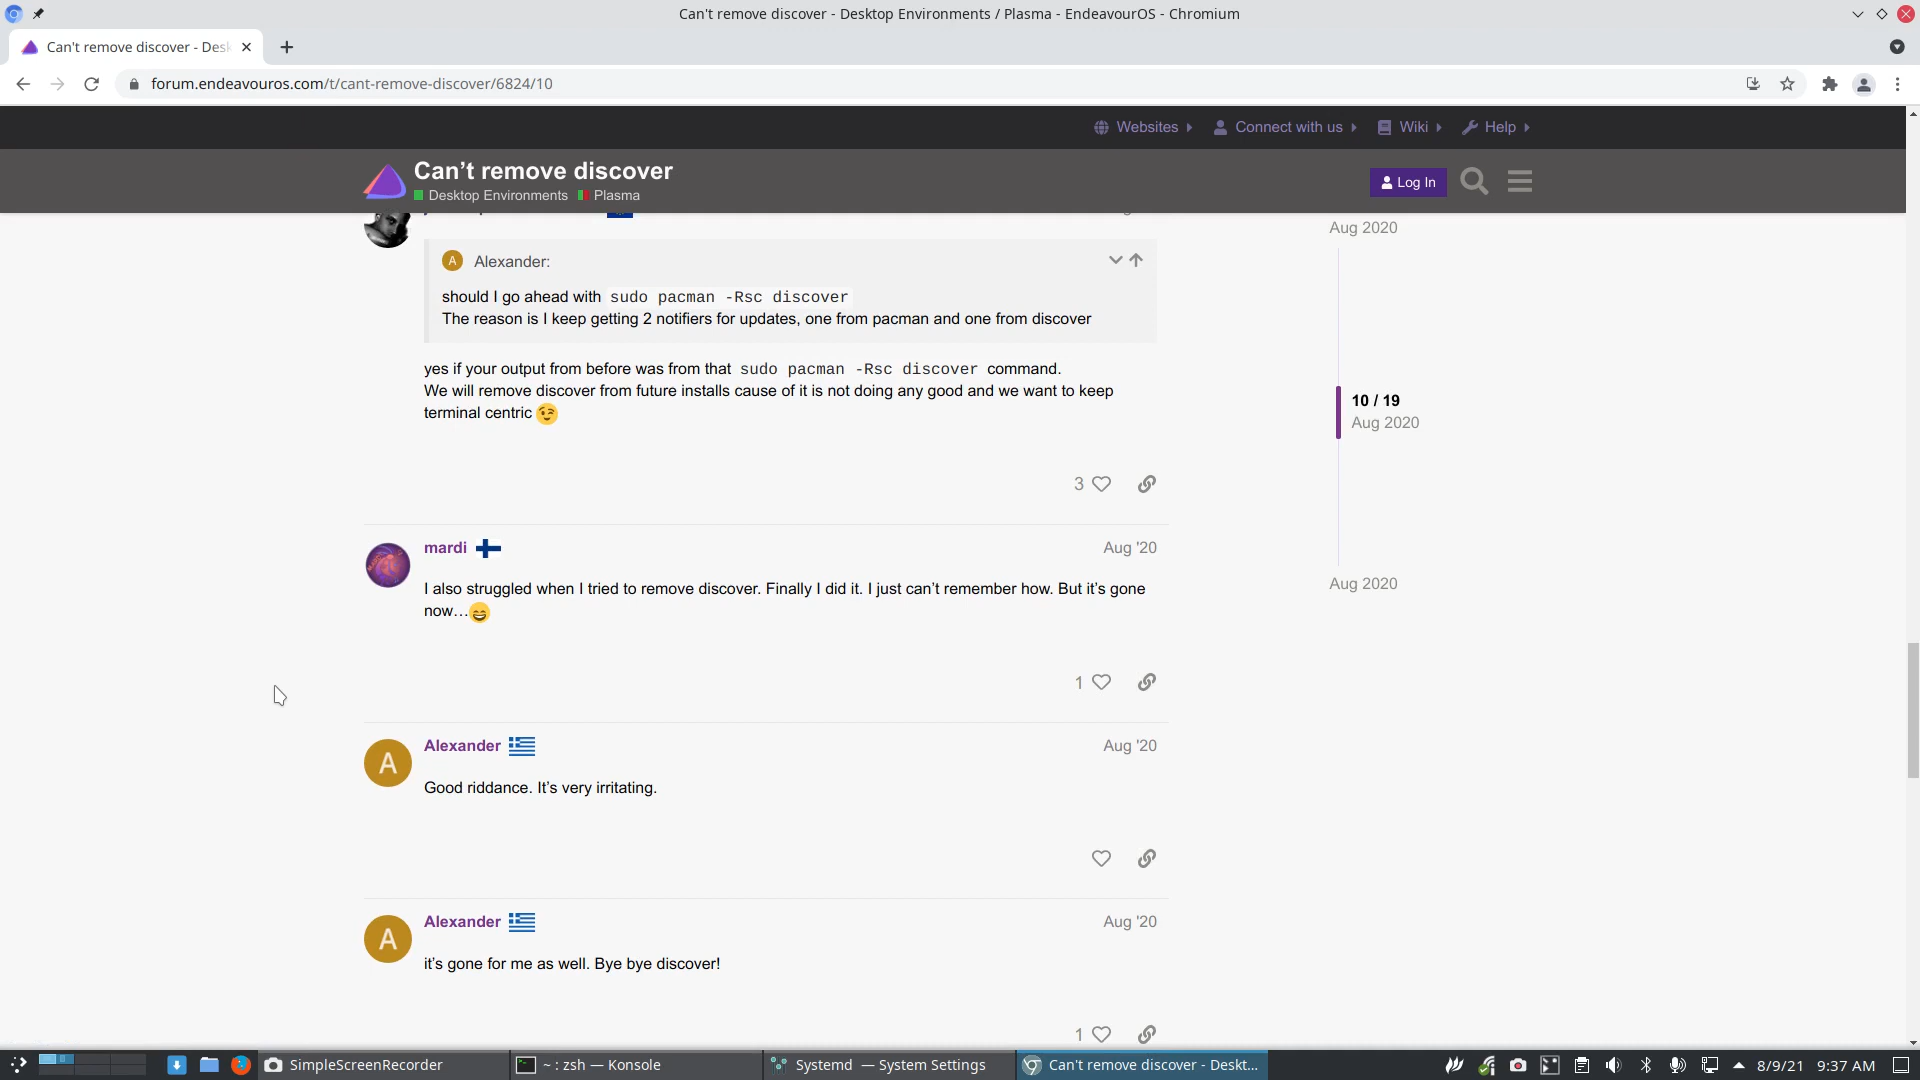 Can't remove discover - Desktop Environments / Plasma - EndeavourOS - Chromium
Can't remove discover - Desk
forum.endeavouros.com/t/cant-remove-discover/6824/10
Websites Connect with us Wiki Help
Can’t remove discover
Desktop Environments Plasma
Log In
A Alexander:
should I go ahead with sudo pacman -Rsc discover
The reason is I keep getting 2 notifiers for updates, one from pacman and one from discover
yes if your output from before was from that sudo pacman -Rsc discover command.
We will remove discover from future installs cause of it is not doing any good and we want to keep
terminal centric
3
mardi Aug '20
I also struggled when I tried to remove discover. Finally I did it. I just can’t remember how. But it’s gone
now…
1
A Alexander Aug '20
Good riddance. It’s very irritating.
A Alexander Aug '20
it’s gone for me as well. Bye bye discover!
1
Aug 2020
10 / 19
Aug 2020
Aug 2020
SimpleScreenRecorder
~ : zsh — Konsole
Systemd — System Settings
Can't remove discover - Deskt...
8/9/21 9:37 AM